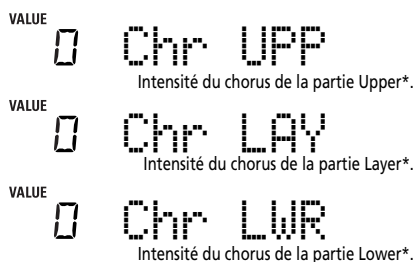 VALUE
0 Chr UPP
Intensité du chorus de la partie Upper*.
VALUE
0 Chr LAY
Intensité du chorus de la partie Layer*.
VALUE
0 Chr LWR
Intensité du chorus de la partie Lower*.